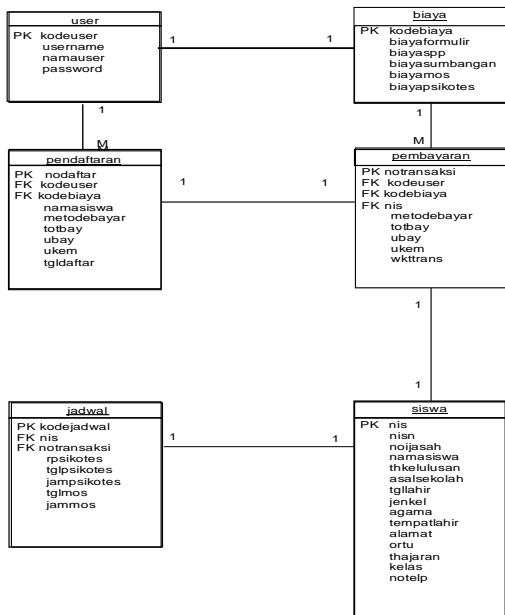 user
PK kodeuser
username
namauser
password
1
1
biaya
PK kodebiaya
biayaformulir
biayaspp
biayasumbangan
biayamos
biayapsikotes
1
M
1
M
pendaftaran
PK nodaftar
FK kodeuser
FK kodebiaya
namasiswa
metodebayar
totbay
ubay
ukem
tgldaftar
1
1
pembayaran
PK notransaksi
FK kodeuser
FK kodebiaya
FK nis
metodebayar
totbay
ubay
ukem
wkttrans
1
1
jadwal
PK kodejadwal
FK nis
FK notransaksi
rpsikotes
tglpsikotes
jampsikotes
tglmos
jammos
1
1
siswa
PK nis
nisn
noijasah
namasiswa
thkelulusan
asalsekolah
tgllahir
jenkel
agama
tempatlahir
alamat
ortu
thajaran
kelas
notelp